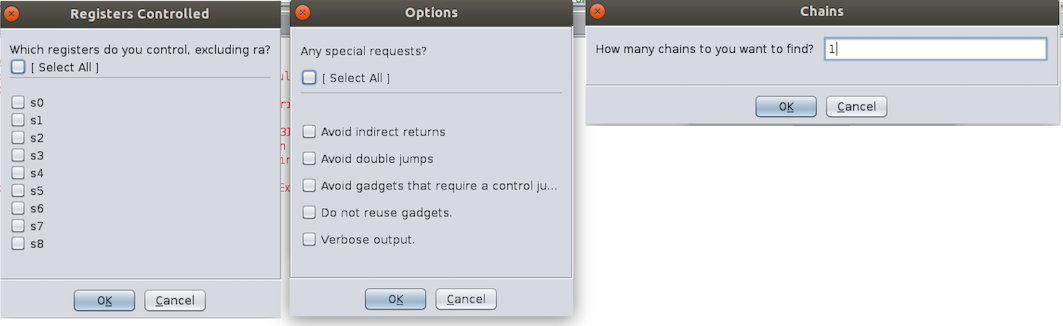 Registers Controlled
Which registers do you control, excluding ra?
[ Select All ]
s0
s1
s2
s3
s4
s5
s6
s7
s8
OK
Cancel
Options
Any special requests?
[ Select All ]
Avoid indirect returns
Avoid double jumps
Avoid gadgets that require a control ju...
Do not reuse gadgets.
Verbose output.
OK
Cancel
Chains
How many chains to you want to find? 1
OK
Cancel